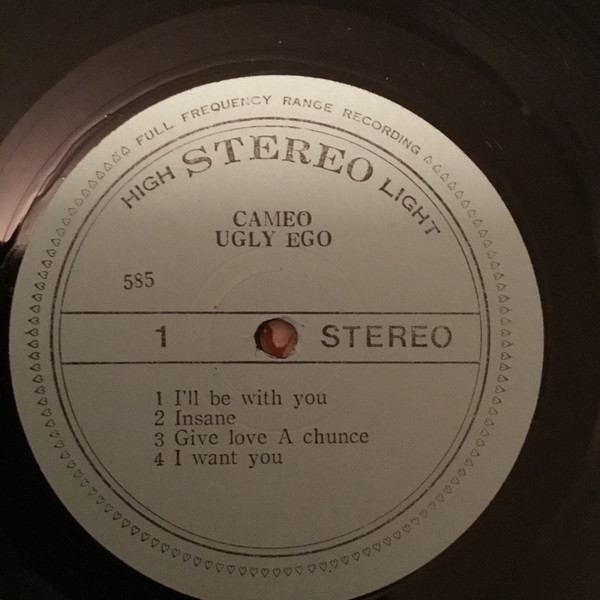 FULL FREQUENCY RANGE RECORDING
HIGH STEREO LIGHT
CAMEO
UGLY EGO
585
1 STEREO
1 I'll be with you
2 Insane
3 Give love A chunce
4 I want you